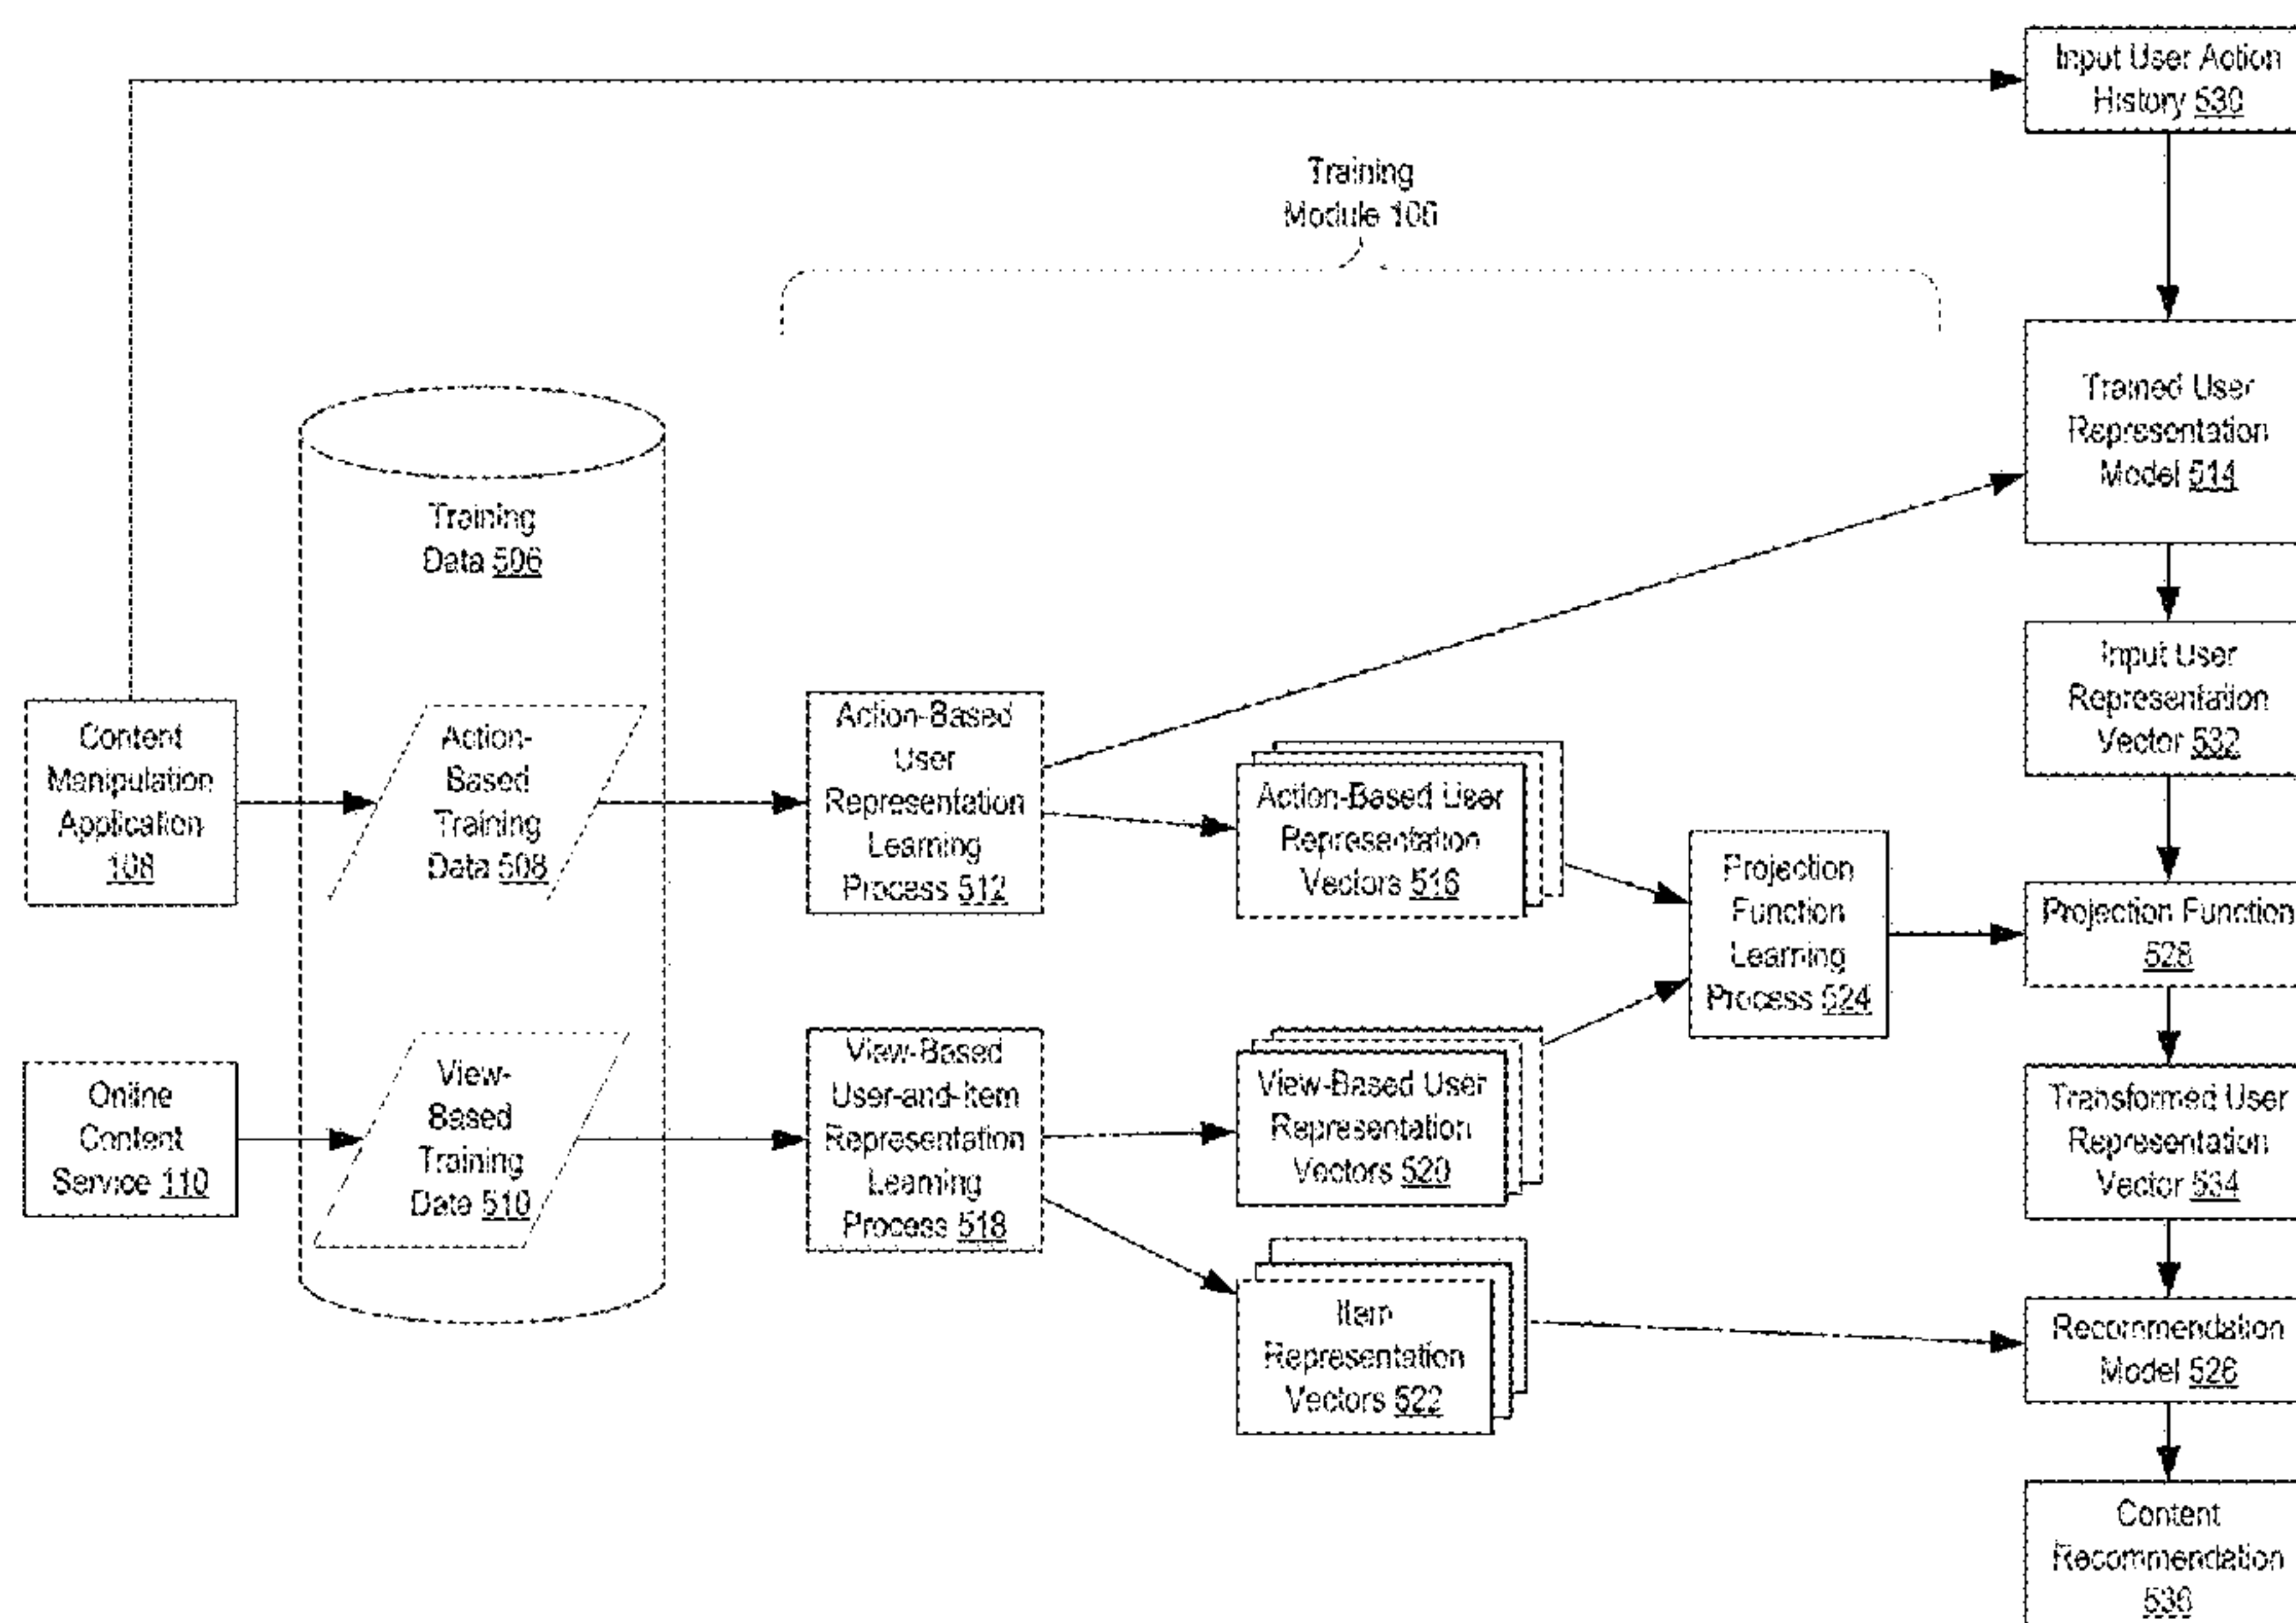 Input User Action
History 530
Training
Module 106
Trained User
Representation
Model 514
Training
Data 506
Input User
Representation
Vector 532
Content
Manipulation
Application
108
Action-
Based
Training
Data 508
Action-Based
User
Representation
Learning
Process 512
Action-Based User
Representation
Vectors 516
Projection
Function
Learning
Process 524
Projection Function
528
Online
Content
Service 110
View-
Based
Training
Date 510
View-Based
User-and-Item
Representation
Learning
Process 518
View-Based User
Representation
Vectors 520
Transformed User
Representation
Vector 534
Item
Representation
Vectors 522
Recommendation
Model 526
Content
Recommendation
536